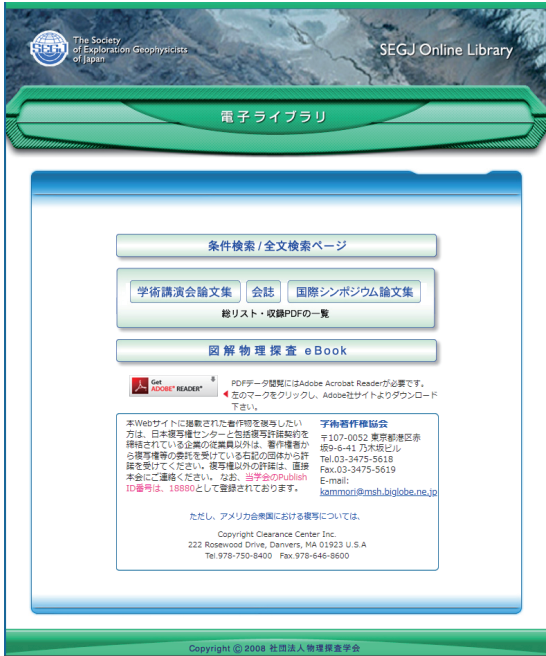 The Society
of Exploration Geophysicists
of Japan
SEGJ
SEGJ Online Library
電子ライブラリ
条件検索/全文検索ページ
学術講演会論文集 会誌 国際シンポジウム論文集
総リスト・収録PDFの一覧
図解物理探査 eBook
Get
ADOBE® READER®
PDFデータ閲覧にはAdobe Acrobat Readerが必要です。
左のマークをクリックし、Adobe社サイトよりダウンロード
下さい。
本Webサイトに掲載された著作物を複写したい
方は、日本複写権センターと包括複写許諾契約を
締結されている企業の従業員以外は、著作権者か
ら複写権等の委託を受けている右記の団体から許
諾を受けてください。複写権以外の許諾は、直接
本会にご連絡ください。 なお、当学会のPublish
ID番号は、18880として登録されております。
学術著作権協会
〒107-0052 東京都港区赤
坂9-6-41 乃木坂ビル
Tel.03-3475-5618
Fax.03-3475-5619
E-mail:
kammori@msh.biglobe.ne.jp
ただし、アメリカ合衆国における複写については、
Copyright Clearance Center Inc.
222 Rosewood Drive, Danvers, MA 01923 U.S.A
Tel.978-750-8400 Fax.978-646-8600
Copyright © 2008 社団法人物理探査学会